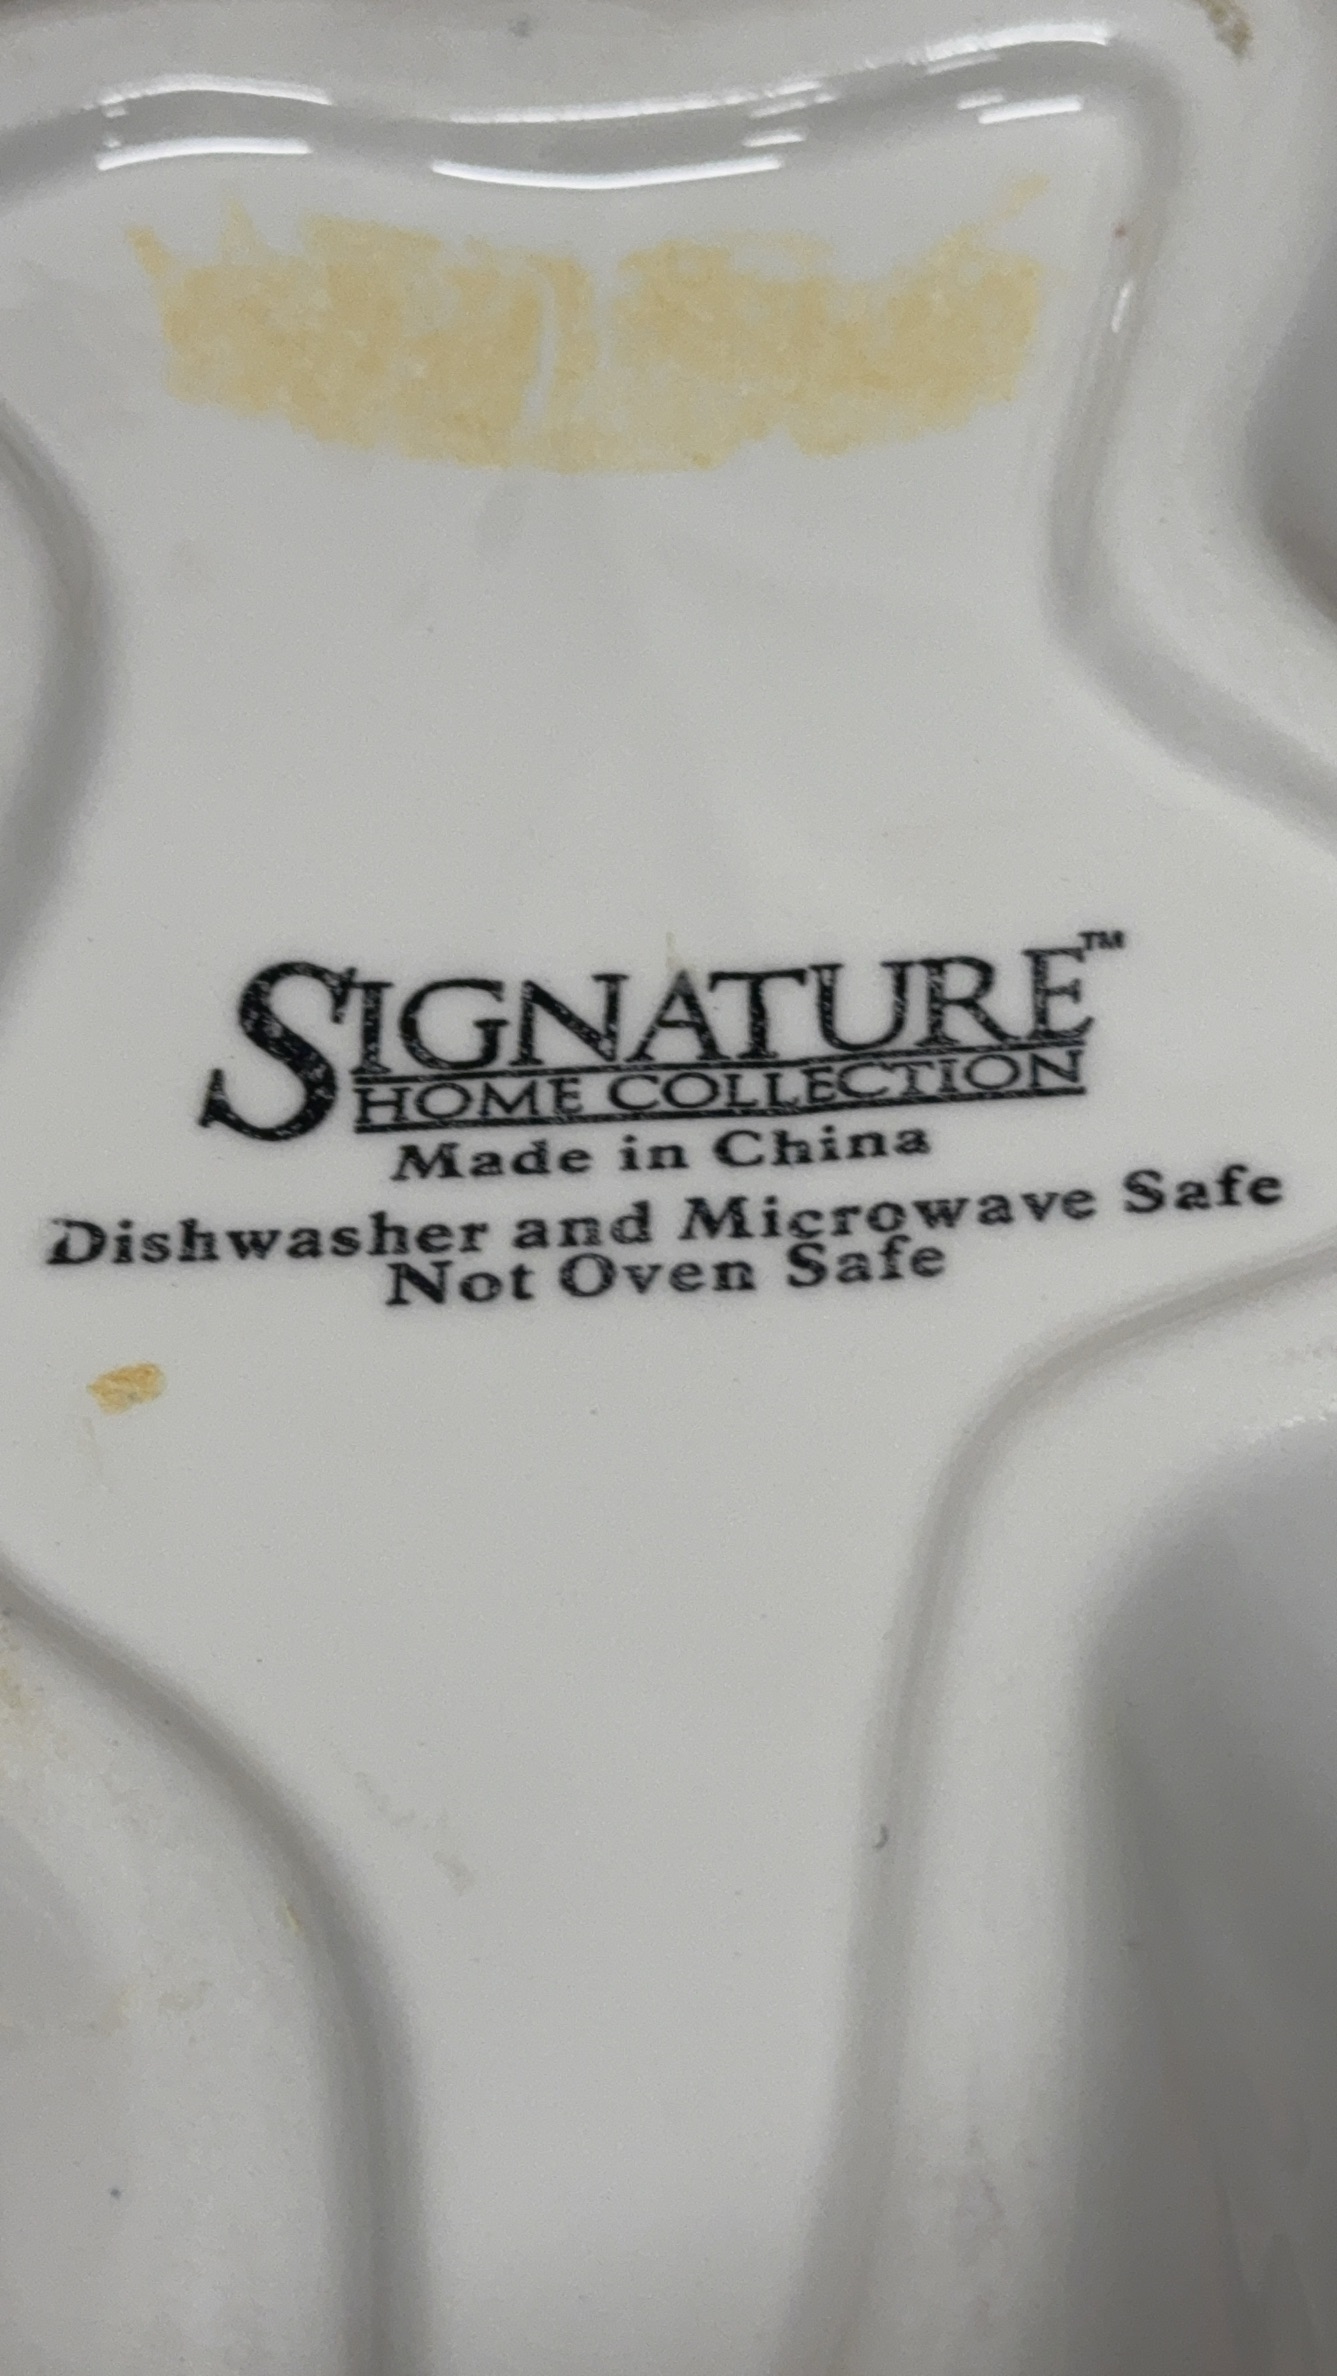 SIGNATURE™
HOME COLLECTION
Made in China
Dishwasher and Microwave Safe
Not Oven Safe